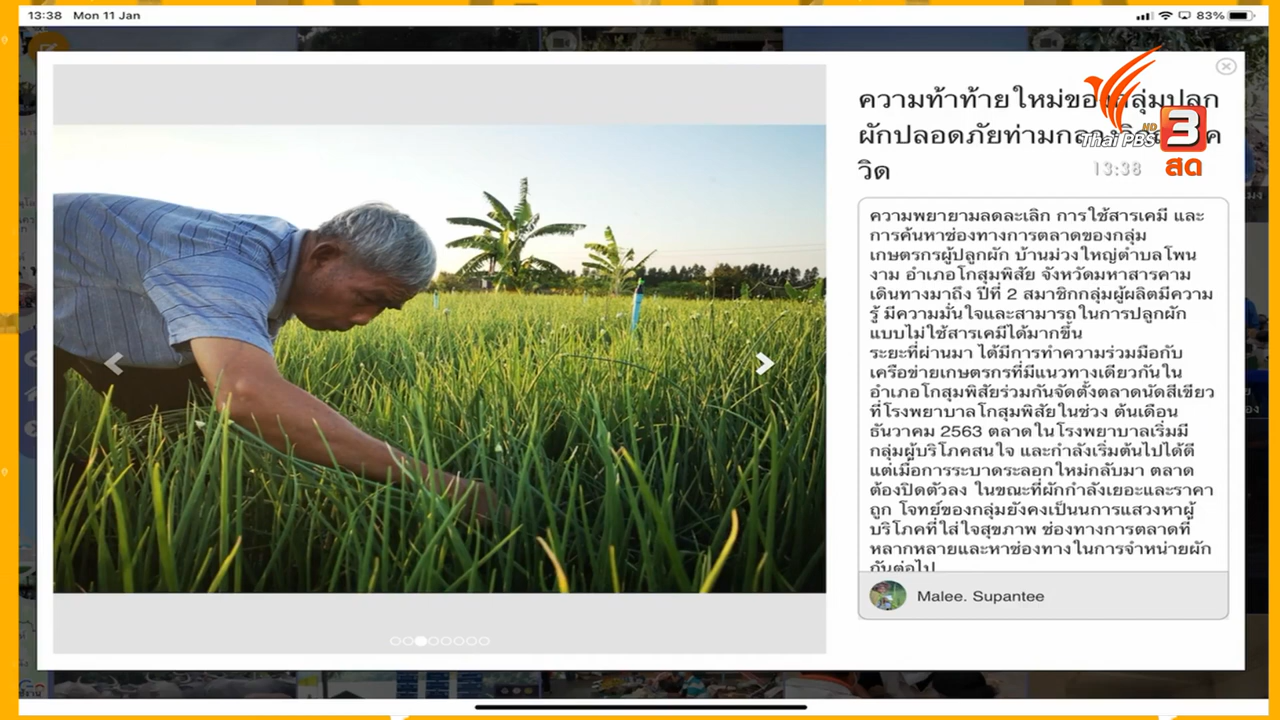 13:38 Mon 11 Jan
83%
ความท้าทายใหม่ของกลุ่มปลูก
ผักปลอดภัยท่ามกลาง
วิด
HD
Thai PBS
3
13:38
สด
ความพยายามลดละเลิก การใช้สารเคมี และ
การค้นหาช่องทางการตลาดของกลุ่ม
เกษตรกรผู้ปลูกผัก บ้านม่วงใหญ่ตำบลโพน
งาม อำเภอโกสุมพิสัย จังหวัดมหาสารคาม
เดินทางมาถึง ปีที่ 2 สมาชิกกลุ่มผู้ผลิตมีความ
รู้ มีความมั่นใจและสามารถในการปลูกผัก
แบบไม่ใช้สารเคมีได้มากขึ้น
ระยะที่ผ่านมา ได้มีการทำความร่วมมือกับ
เครือข่ายเกษตรกรที่มีแนวทางเดียวกันใน
อำเภอโกสุมพิสัยร่วมกันจัดตั้งตลาดนัดสีเขียว
ที่โรงพยาบาลโกสุมพิสัยในช่วง ต้นเดือน
ธันวาคม 2563 ตลาดในโรงพยาบาลเริ่มมี
กลุ่มผู้บริโภคสนใจ และกำลังเริ่มต้นไปได้ดี
แต่เมื่อการระบาดระลอกใหม่กลับมา ตลาด
ต้องปิดตัวลง ในขณะที่ผักกำลังเยอะและราคา
ถูก โจทย์ของกลุ่มยังคงเป็นนการแสวงหาผู้
บริโภคที่ใส่ใจสุขภาพ ช่องทางการตลาดที่
หลากหลายและหาช่องทางในการจำหน่ายผัก
กันต่อไป
Malee. Supantee